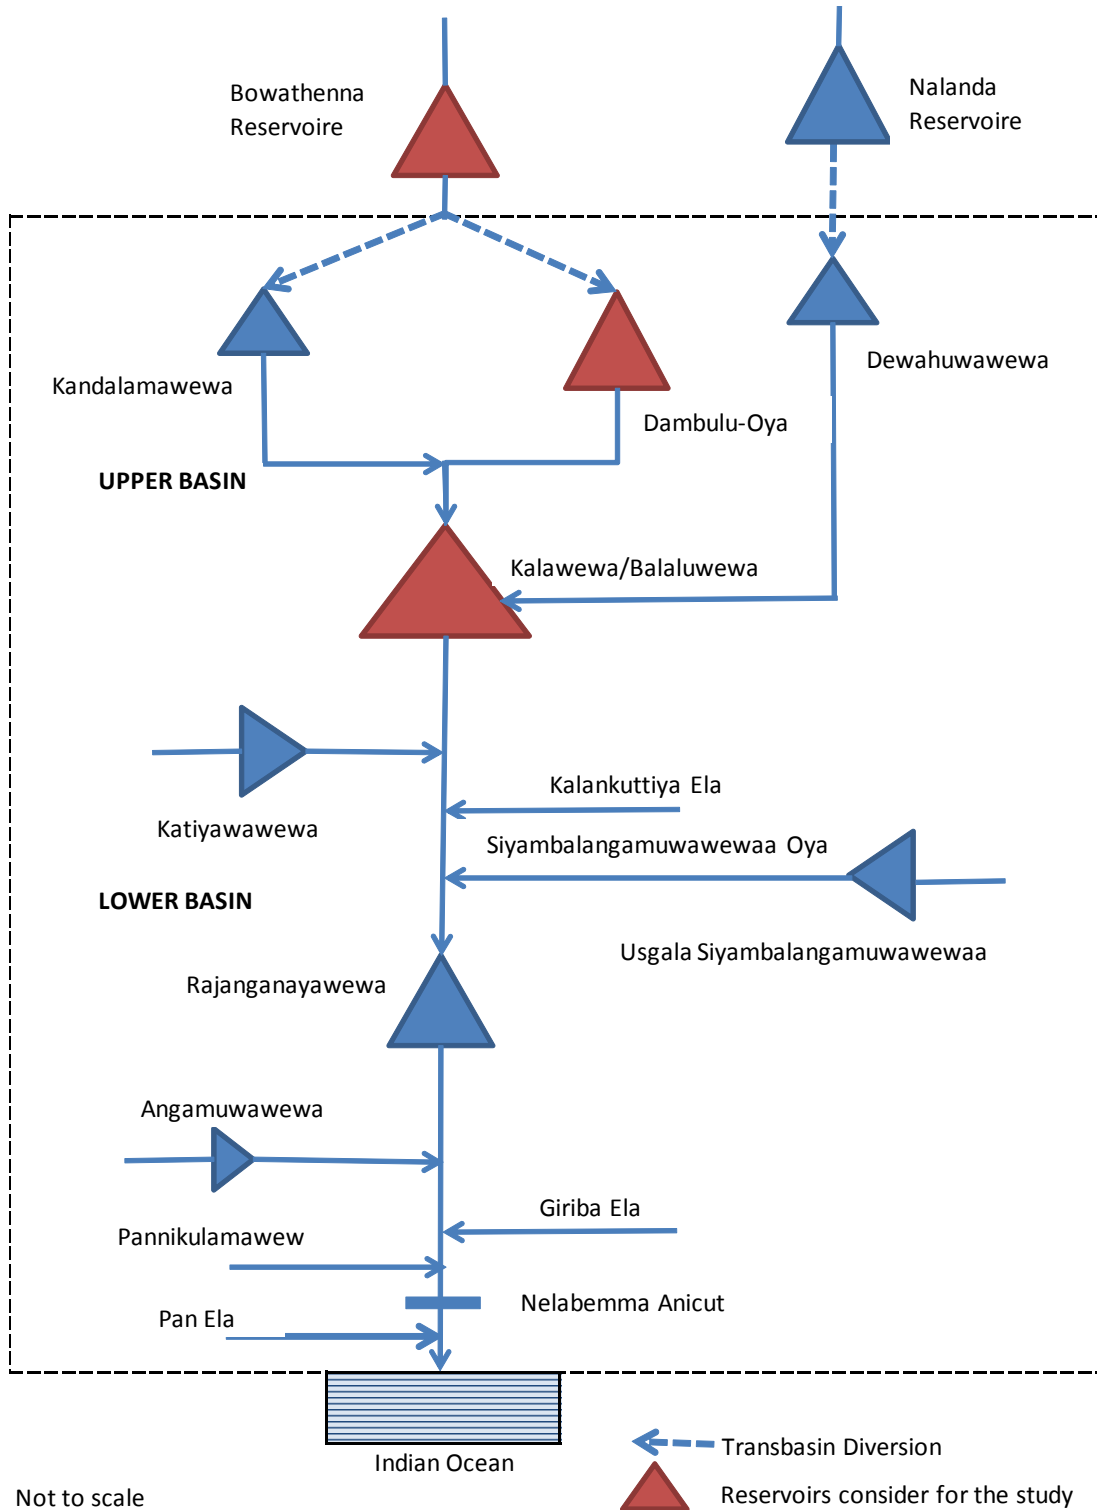 Bowathenna
Reservoire
Nalanda
Reservoire
Kandalamawewa
Dewahuwawewa
Dambulu-Oya
UPPER BASIN
Kalawewa/Balaluwewa
Kalankuttiya Ela
Katiyawawewa
Siyambalangamuwawewaa Oya
LOWER BASIN
Usgala Siyambalangamuwawewaa
Rajanganayawewa
Angamuwawewa
Giriba Ela
Pannikulamawew
Nelabemma Anicut
Pan Ela
Indian Ocean
Transbasin Diversion
Reservoirs consider for the study
Not to scale